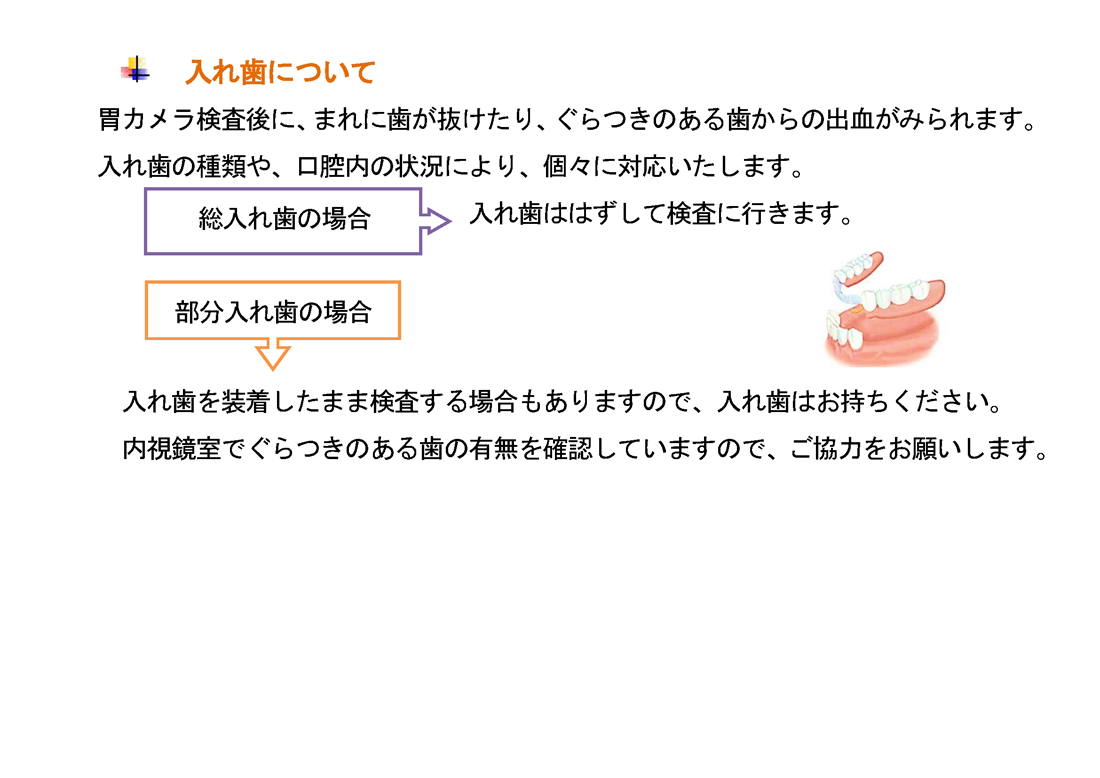 入れ歯について
胃カメラ検査後に、まれに歯が抜けたり、ぐらつきのある歯からの出血がみられます。
入れ歯の種類や、口腔内の状況により、個々に対応いたします。
総入れ歯の場合
入れ歯ははずして検査に行きます。
部分入れ歯の場合
入れ歯を装着したまま検査する場合もありますので、入れ歯はお持ちください。
内視鏡室でぐらつきのある歯の有無を確認していますので、ご協力をお願いします。